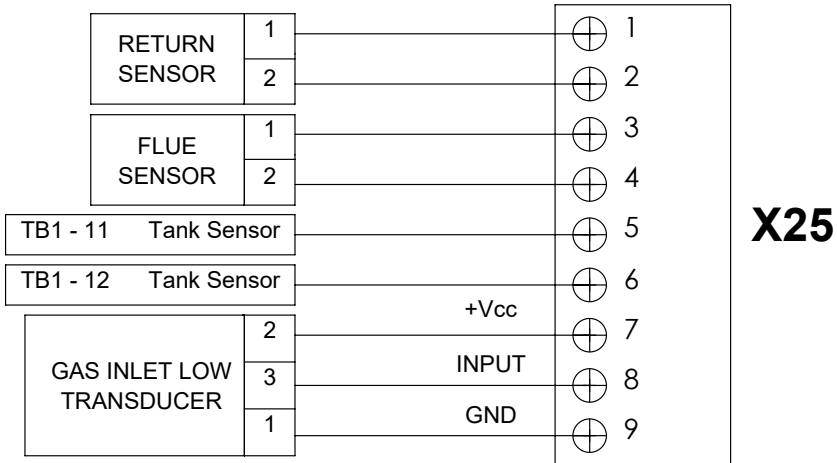 RETURN
SENSOR
1
2
1
2
FLUE
SENSOR
1
2
3
4
TB1 - 11 Tank Sensor
5
TB1 - 12 Tank Sensor
6
GAS INLET LOW
TRANSDUCER
2
+Vcc
7
3
INPUT
8
1
GND
9
X25